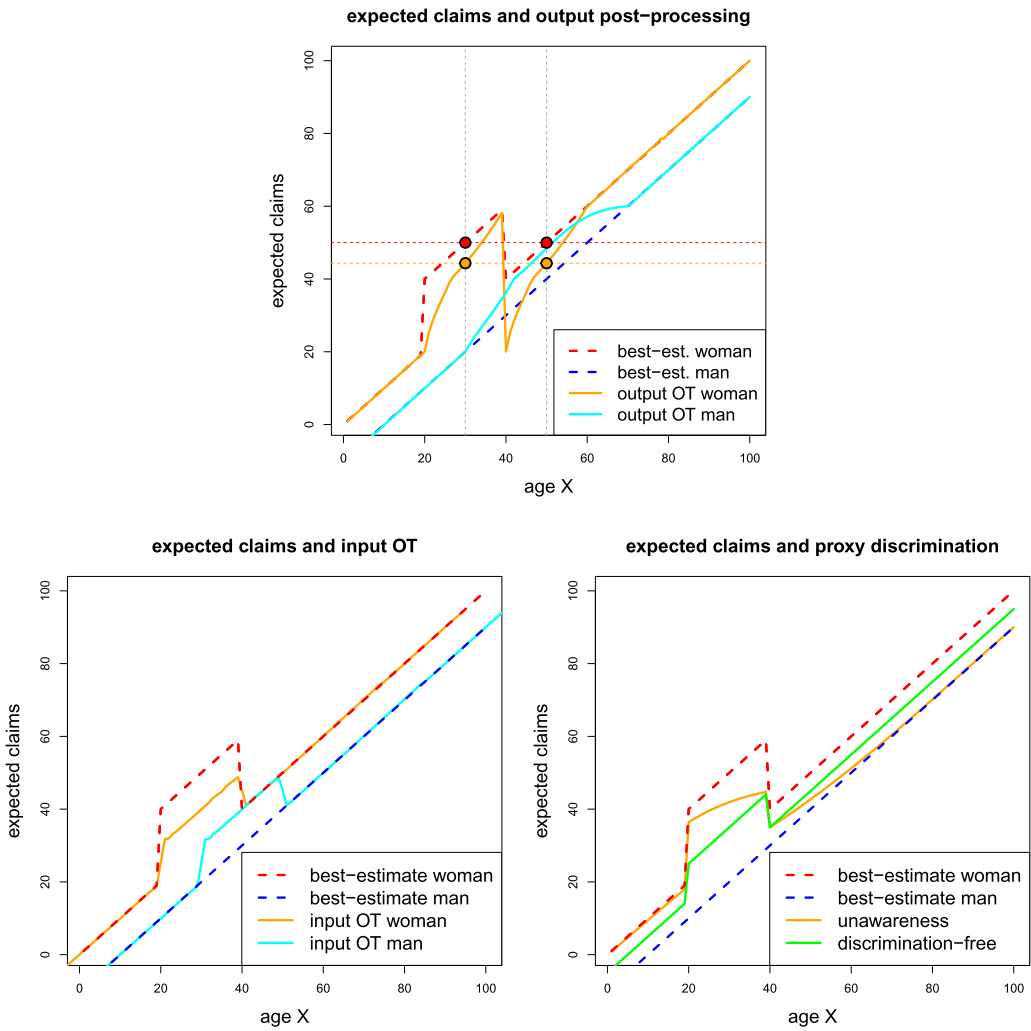 expected claims and output post−processing
expected claims
100
80
60
40
20
0
0 20 40 60 80 100
age X
best−est. woman
best−est. man
output OT woman
output OT man
expected claims and input OT
expected claims
100
80
60
40
20
0
0 20 40 60 80 100
age X
best−estimate woman
best−estimate man
input OT woman
input OT man
expected claims and proxy discrimination
expected claims
100
80
60
40
20
0
0 20 40 60 80 100
age X
best−estimate woman
best−estimate man
unawareness
discrimination−free